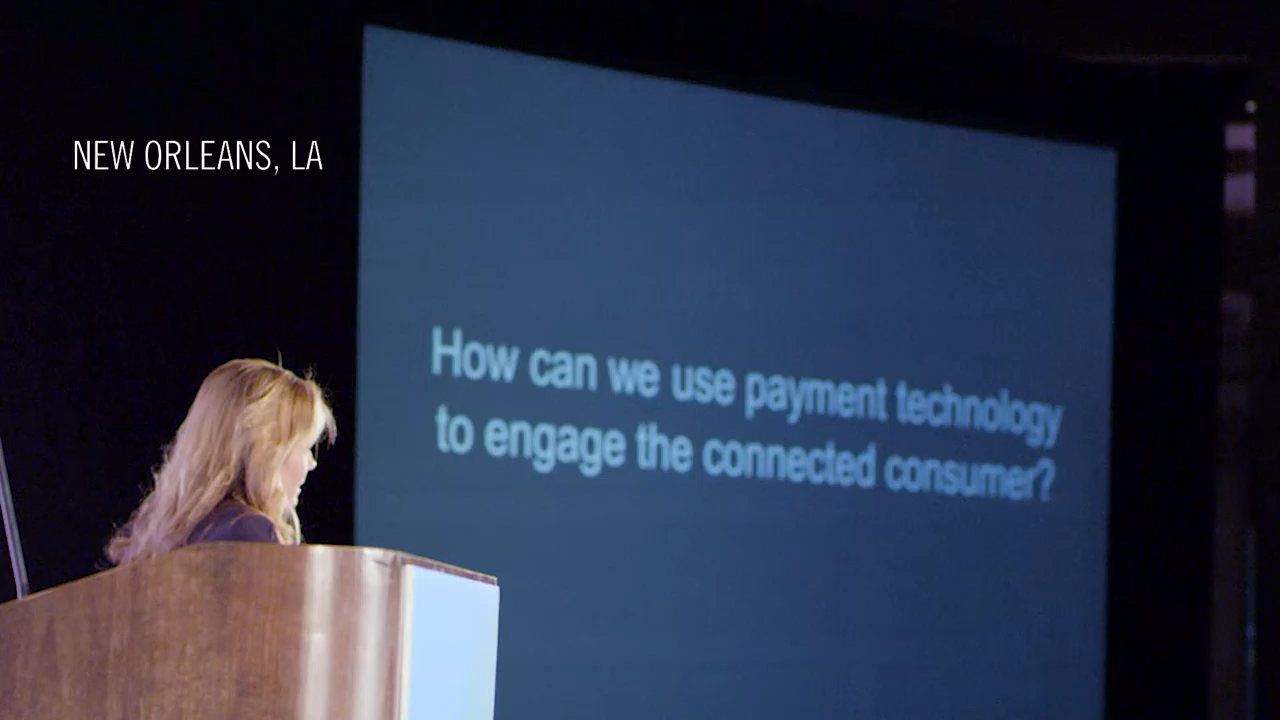 NEW ORLEANS, LA
How can we use payment technology
to engage the connected consumer?